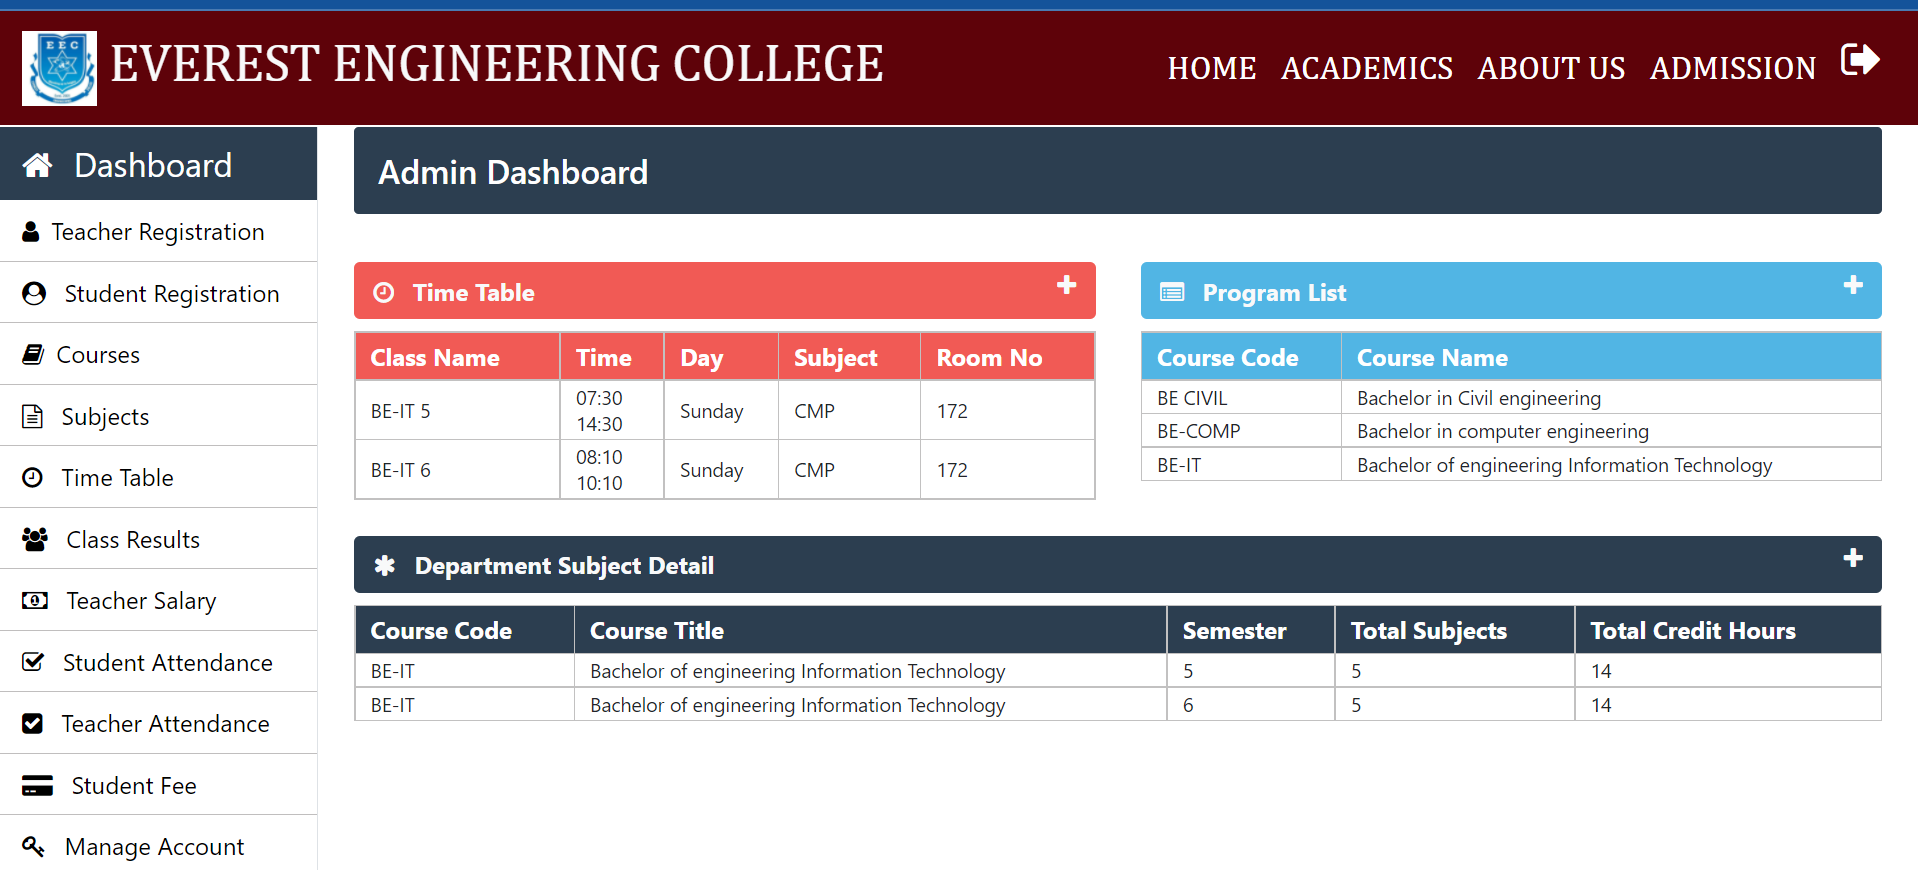 EEC
EVEREST ENGINEERING COLLEGE
HOME ACADEMICS ABOUT US ADMISSION
Dashboard
Teacher Registration
Student Registration
Courses
Subjects
Time Table
Class Results
Teacher Salary
Student Attendance
Teacher Attendance
Student Fee
Manage Account
Admin Dashboard
Time Table
Class Name Time Day Subject Room No
BE-IT 5 07:30 14:30 Sunday CMP 172
BE-IT 6 08:10 10:10 Sunday CMP 172
Program List
Course Code Course Name
BE CIVIL Bachelor in Civil engineering
BE-COMP Bachelor in computer engineering
BE-IT Bachelor of engineering Information Technology
Department Subject Detail
Course Code Course Title Semester Total Subjects Total Credit Hours
BE-IT Bachelor of engineering Information Technology 5 5 14
BE-IT Bachelor of engineering Information Technology 6 5 14